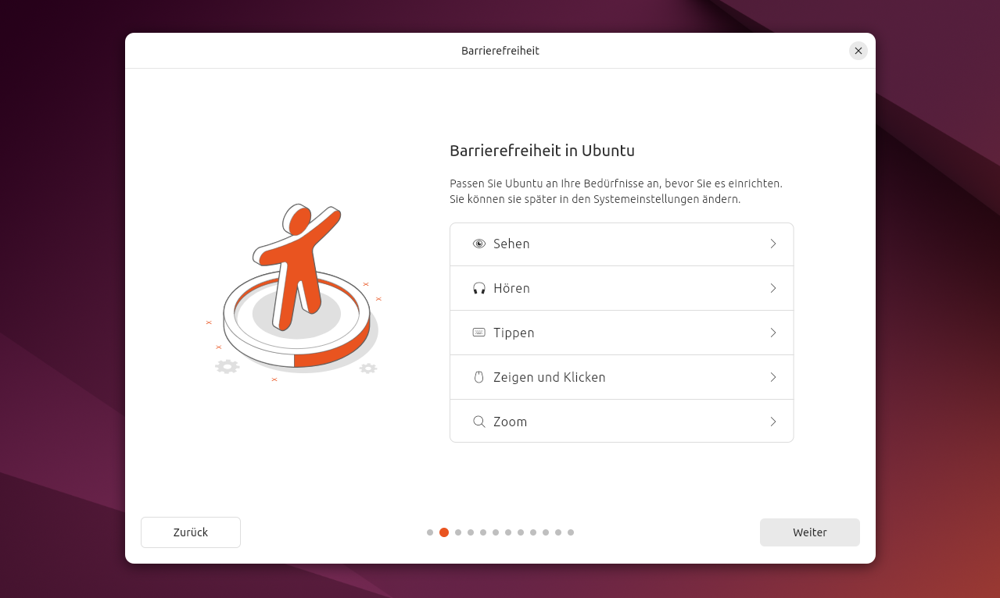 Barrierefreiheit
Barrierefreiheit in Ubuntu
Passen Sie Ubuntu an Ihre Bedürfnisse an, bevor Sie es einrichten.
Sie können sie später in den Systemeinstellungen ändern.
Sehen
Hören
Tippen
Zeigen und Klicken
Zoom
Zurück
Weiter